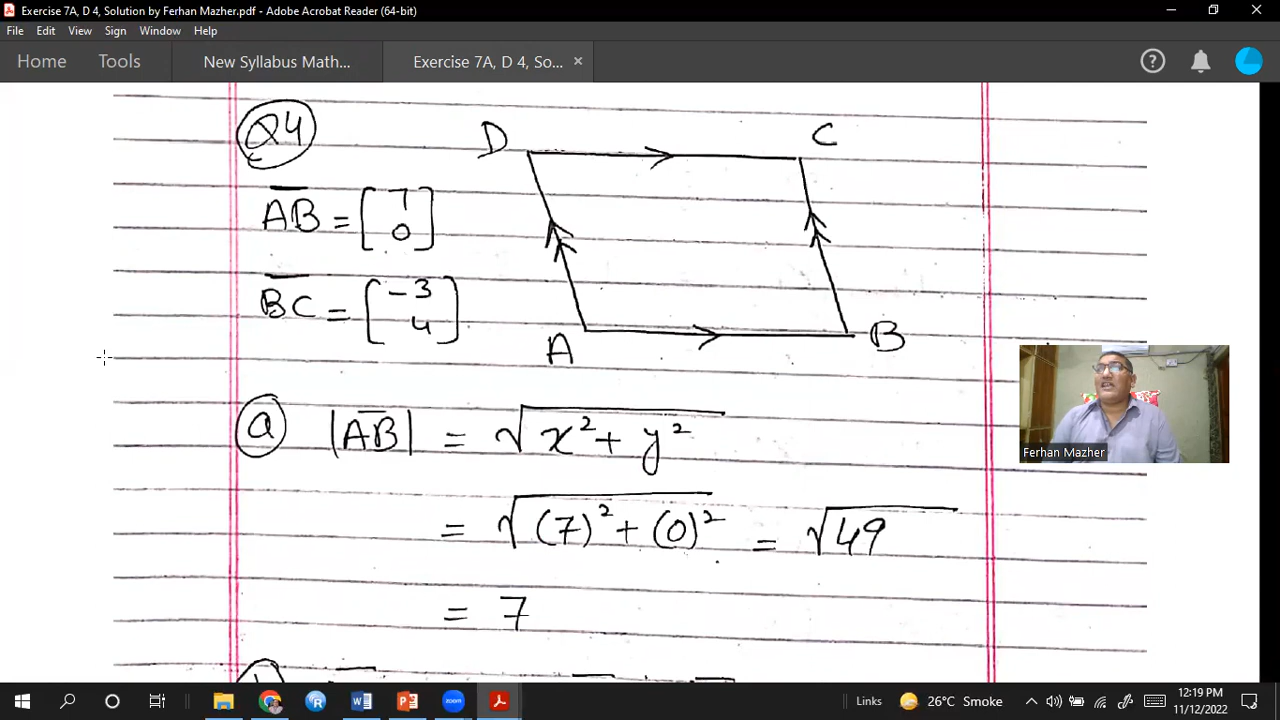 Exercise 7A, D 4, Solution by Ferhan Mazher.pdf - Adobe Acrobat Reader (64-bit)
File Edit View Sign Window Help
Home Tools New Syllabus Math... Exercise 7A, D 4, So... ×
Q4
D C
AB = [7 0]
BC = [-3 4]
A B
a |AB| = √x² + y²
= √(7)² + (0)² = √49
= 7
Ferhan Mazher
Links 26°C Smoke 12:19 PM
11/12/2022